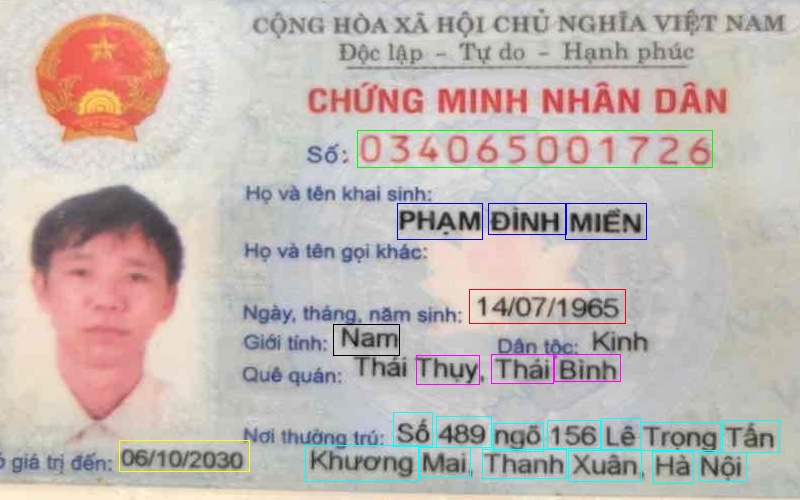 CỘNG HÒA XÃ HỘI CHỦ NGHĨA VIỆT NAM
Độc lập - Tự do - Hạnh phúc
CHỨNG MINH NHÂN DÂN
Số: 034065001726
Họ và tên khai sinh:
PHẠM ĐÌNH MIỀN
Họ và tên gọi khác:
Ngày, tháng, năm sinh: 14/07/1965
Giới tính: Nam Dân tộc: Kinh
Quê quán: Thái Thụy, Thái Bình
Nơi thường trú: Số 489 ngõ 156 Lê Trọng Tấn
giá trị đến: 06/10/2030 Khương Mai, Thanh Xuân, Hà Nội